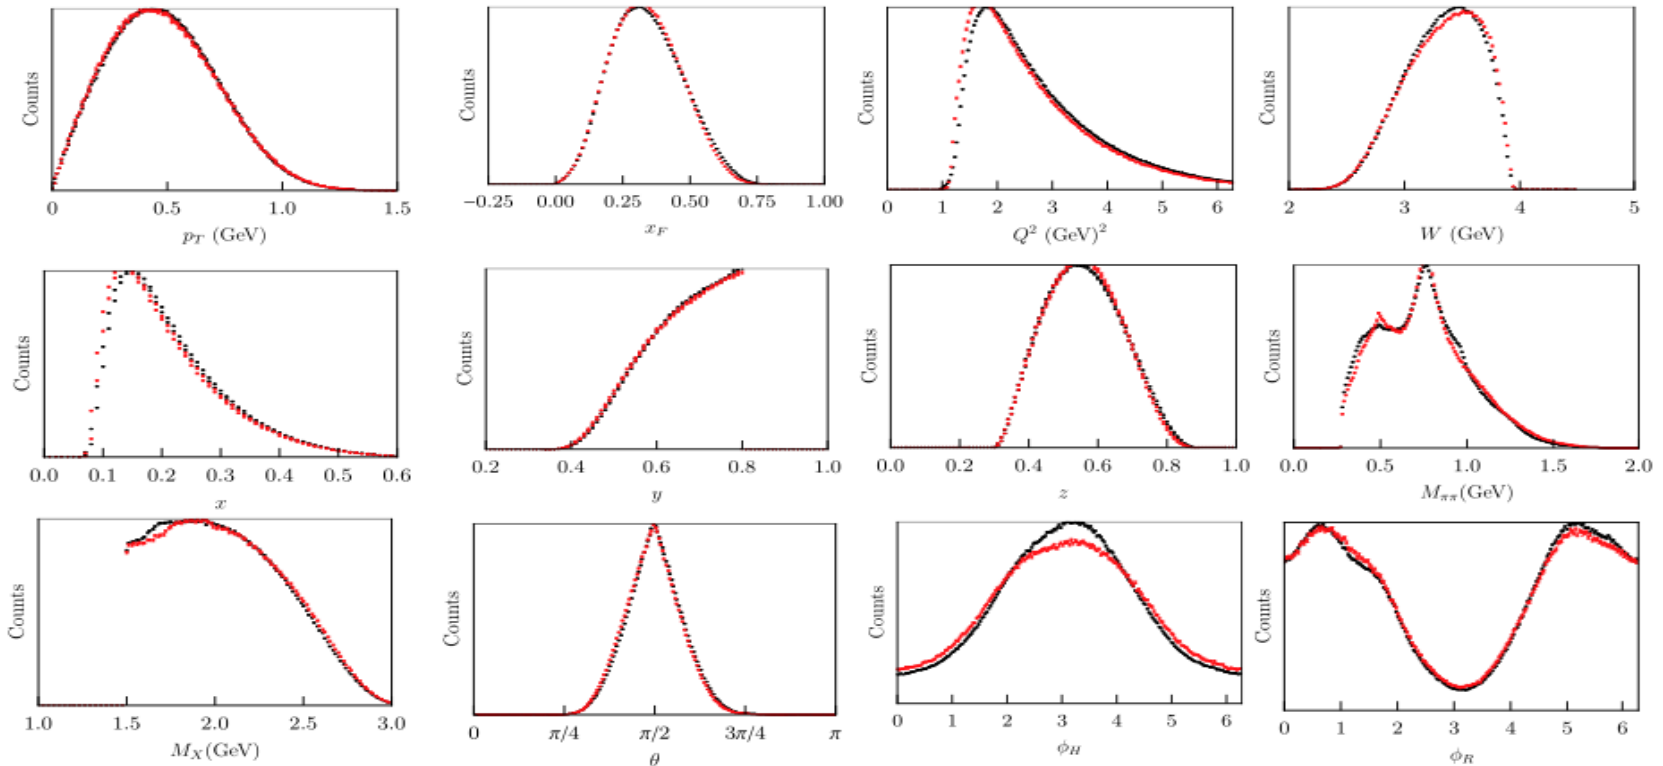 Counts
0 0.5 1.0 1.5
p_T (GeV)
Counts
−0.25 0.00 0.25 0.50 0.75 1.00
x_F
Counts
0 1 2 3 4 5 6
Q² (GeV)²
Counts
2 3 4 5
W (GeV)
Counts
0.0 0.1 0.2 0.3 0.4 0.5 0.6
x
Counts
0.2 0.4 0.6 0.8 1.0
y
Counts
0.0 0.2 0.4 0.6 0.8 1.0
z
Counts
0.0 0.5 1.0 1.5 2.0
M_ππ(GeV)
Counts
1.0 1.5 2.0 2.5 3.0
M_X(GeV)
Counts
0 π/4 π/2 3π/4 π
θ
Counts
0 1 2 3 4 5 6
ϕ_H
Counts
0 1 2 3 4 5 6
ϕ_R